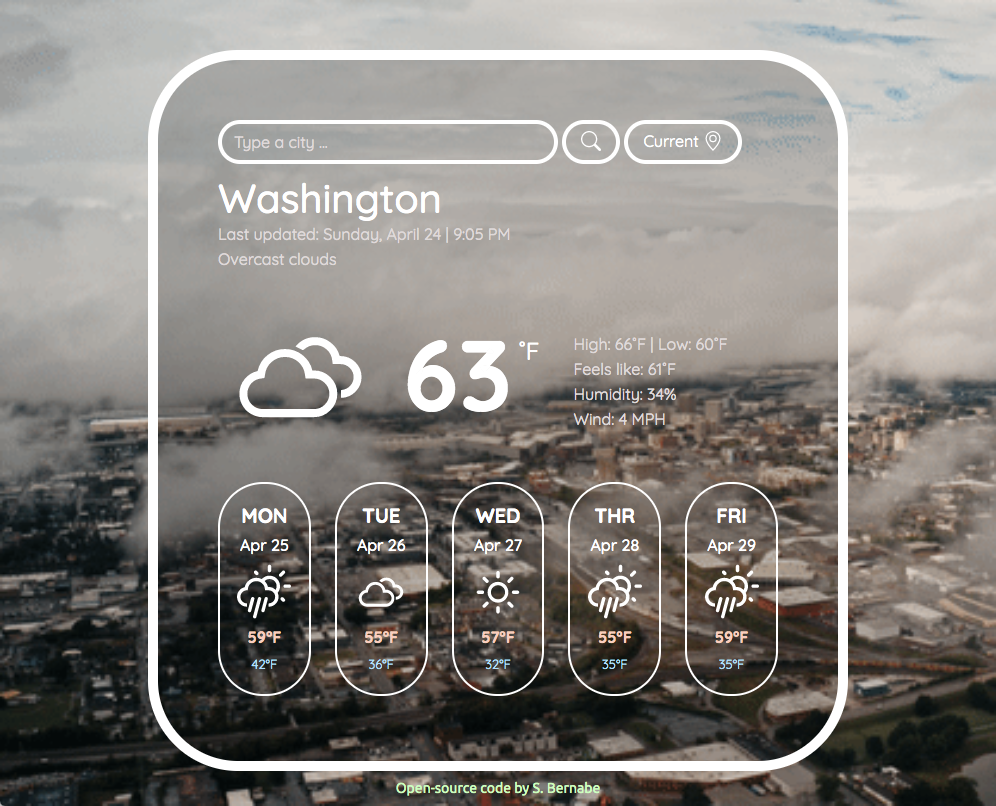 Type a city ...
Current
Washington
Last updated: Sunday, April 24 | 9:05 PM
Overcast clouds
63 °F
High: 66°F | Low: 60°F
Feels like: 61°F
Humidity: 34%
Wind: 4 MPH
MON
Apr 25
59°F
42°F
TUE
Apr 26
55°F
36°F
WED
Apr 27
57°F
32°F
THR
Apr 28
55°F
35°F
FRI
Apr 29
59°F
35°F
Open-source code by S. Bernabe